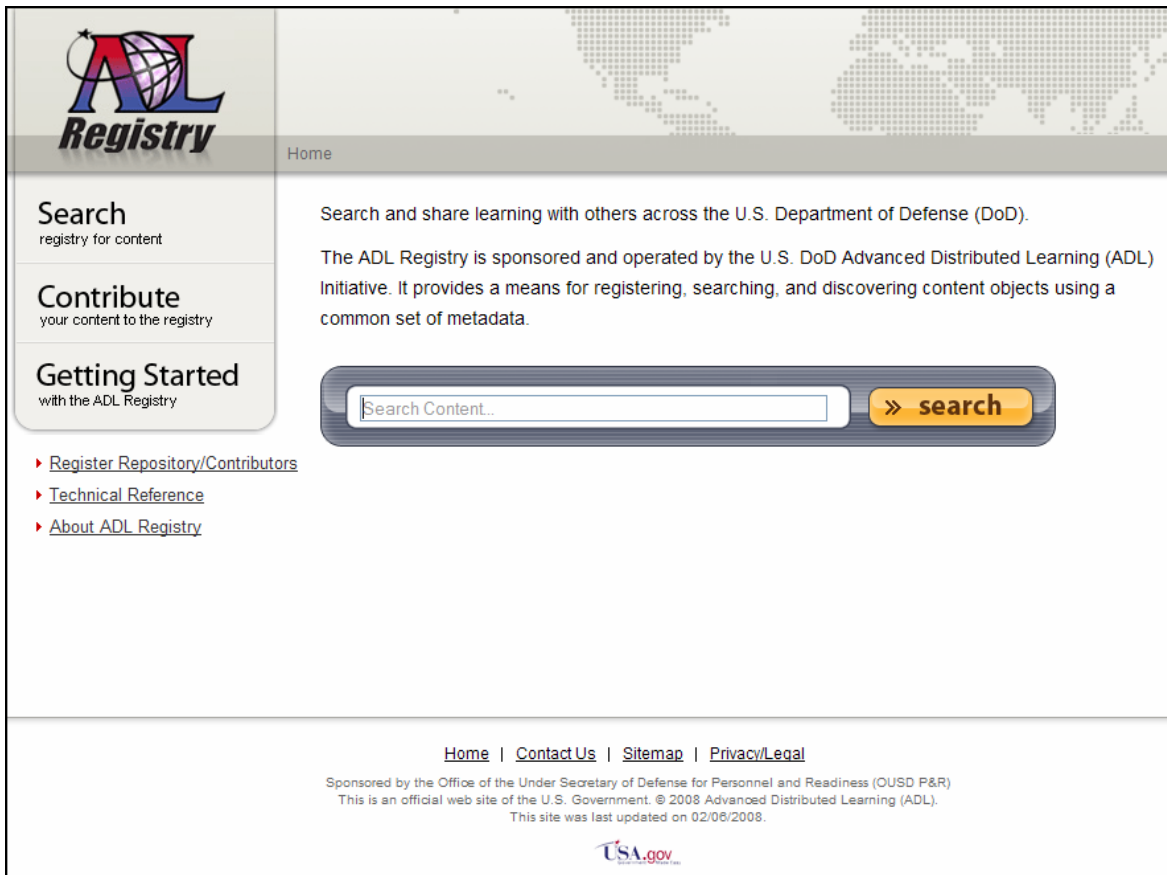 ADL
Registry
Home
Search
registry for content
Contribute
your content to the registry
Getting Started
with the ADL Registry
Register Repository/Contributors
Technical Reference
About ADL Registry
Search and share learning with others across the U.S. Department of Defense (DoD).
The ADL Registry is sponsored and operated by the U.S. DoD Advanced Distributed Learning (ADL)
Initiative. It provides a means for registering, searching, and discovering content objects using a
common set of metadata.
Search Content...
» search
Home | Contact Us | Sitemap | Privacy/Legal
Sponsored by the Office of the Under Secretary of Defense for Personnel and Readiness (OUSD P&R)
This is an official web site of the U.S. Government. © 2008 Advanced Distributed Learning (ADL).
This site was last updated on 02/06/2008.
USA.gov